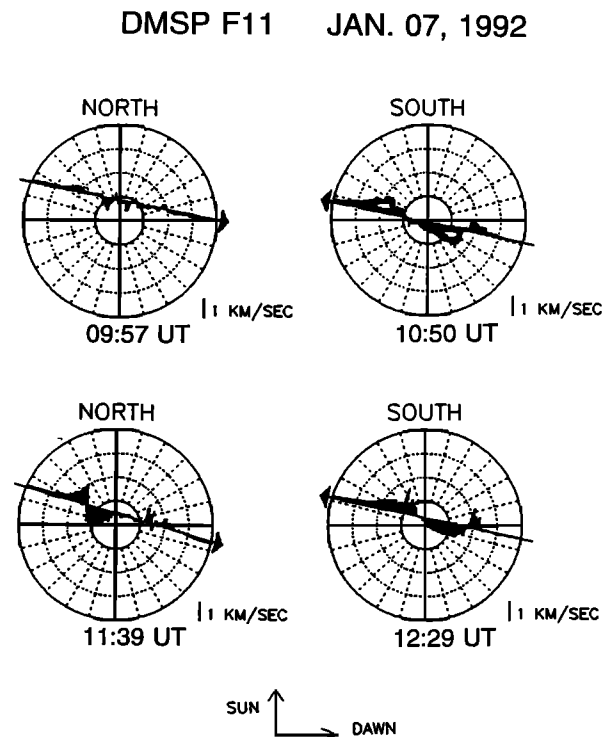 DMSP F11 JAN. 07, 1992
NORTH SOUTH
1 KM/SEC 1 KM/SEC
09:57 UT 10:50 UT
NORTH SOUTH
1 KM/SEC 1 KM/SEC
11:39 UT 12:29 UT
SUN
DAWN